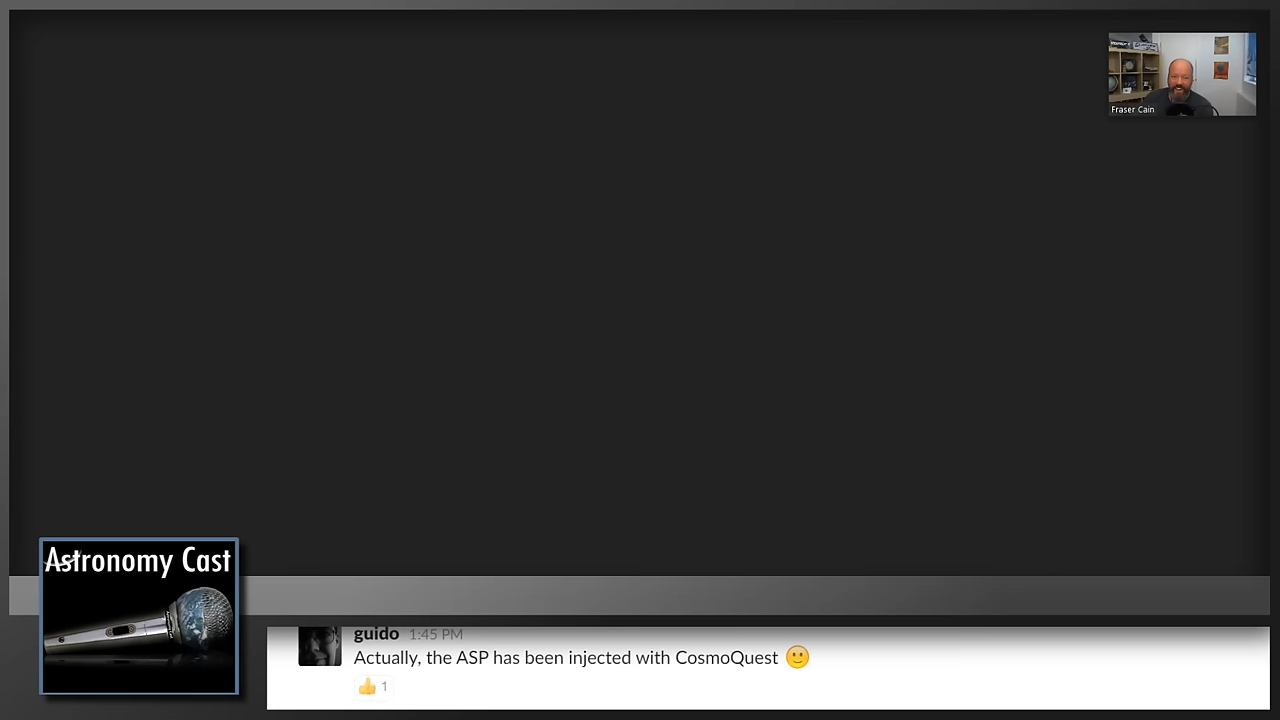 Fraser Cain
Astronomy Cast
guido 1:45 PM
Actually, the ASP has been injected with CosmoQuest
1